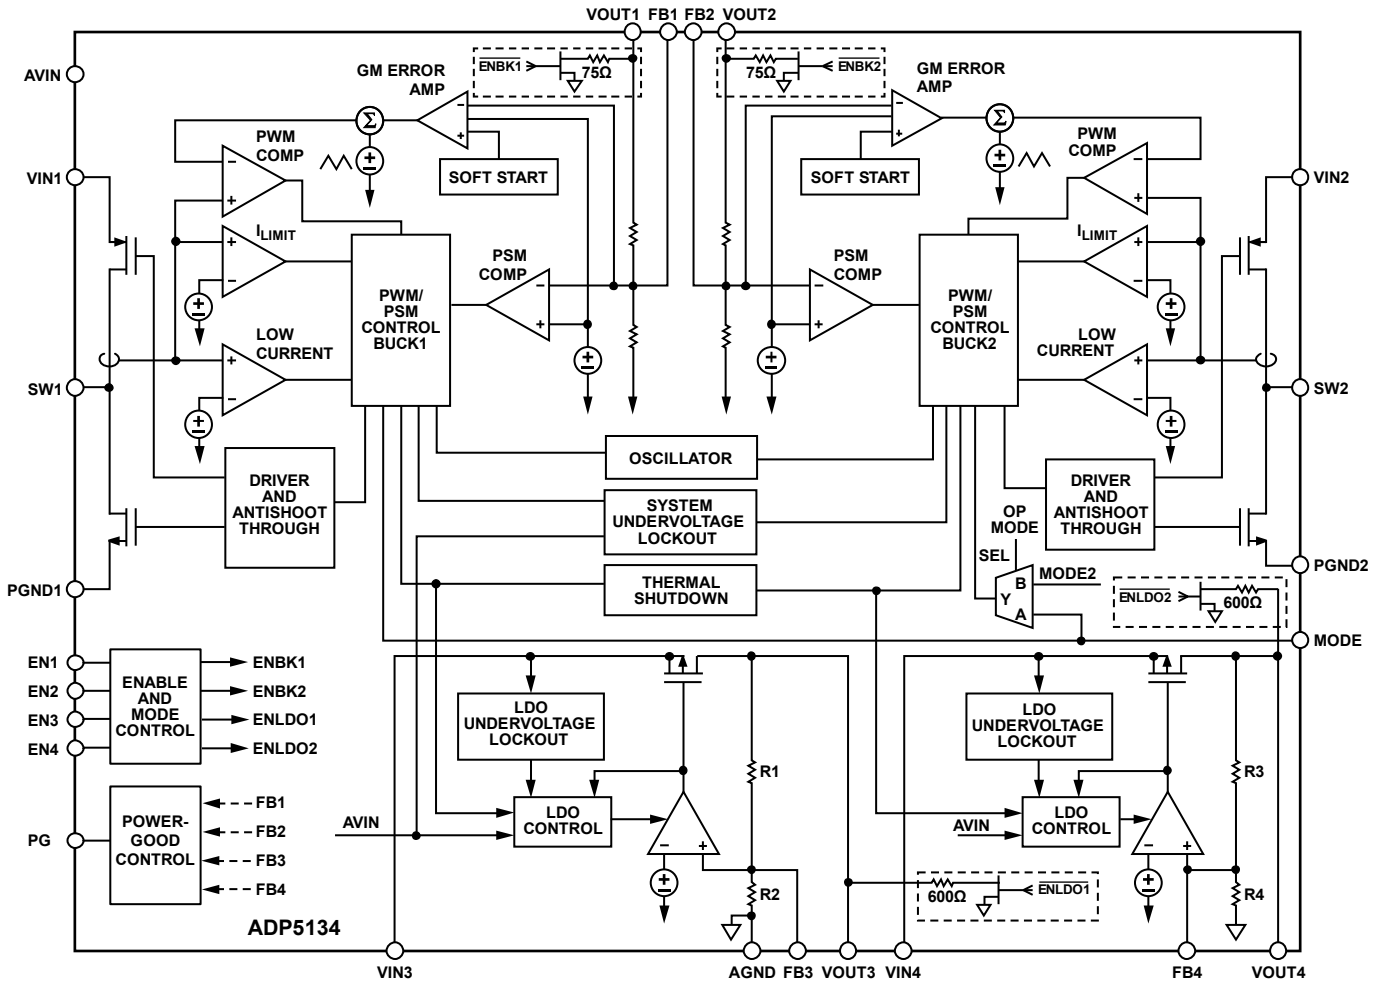 VOUT1 FB1 FB2 VOUT2
AVIN
ENBK1
75Ω
75Ω
ENBK2
GM ERROR
AMP
GM ERROR
AMP
PWM
COMP
Σ
Σ
PWM
COMP
SOFT START
SOFT START
VIN1
VIN2
ILIMIT
ILIMIT
PSM
COMP
PSM
COMP
PWM/
PSM
CONTROL
BUCK1
PWM/
PSM
CONTROL
BUCK2
LOW
CURRENT
LOW
CURRENT
SW1
SW2
OSCILLATOR
DRIVER
AND
ANTISHOOT
THROUGH
SYSTEM
UNDERVOLTAGE
LOCKOUT
DRIVER
AND
ANTISHOOT
THROUGH
OP
MODE
SEL
B
Y
A
MODE2
THERMAL
SHUTDOWN
ENLDO2
600Ω
PGND1
PGND2
MODE
EN1
EN2
EN3
EN4
ENABLE
AND
MODE
CONTROL
ENBK1
ENBK2
ENLDO1
ENLDO2
LDO
UNDERVOLTAGE
LOCKOUT
LDO
UNDERVOLTAGE
LOCKOUT
R1
R3
PG
POWER-
GOOD
CONTROL
FB1
FB2
FB3
FB4
AVIN
LDO
CONTROL
AVIN
LDO
CONTROL
R2
600Ω
ENLDO1
R4
ADP5134
VIN3 AGND FB3 VOUT3 VIN4 FB4 VOUT4